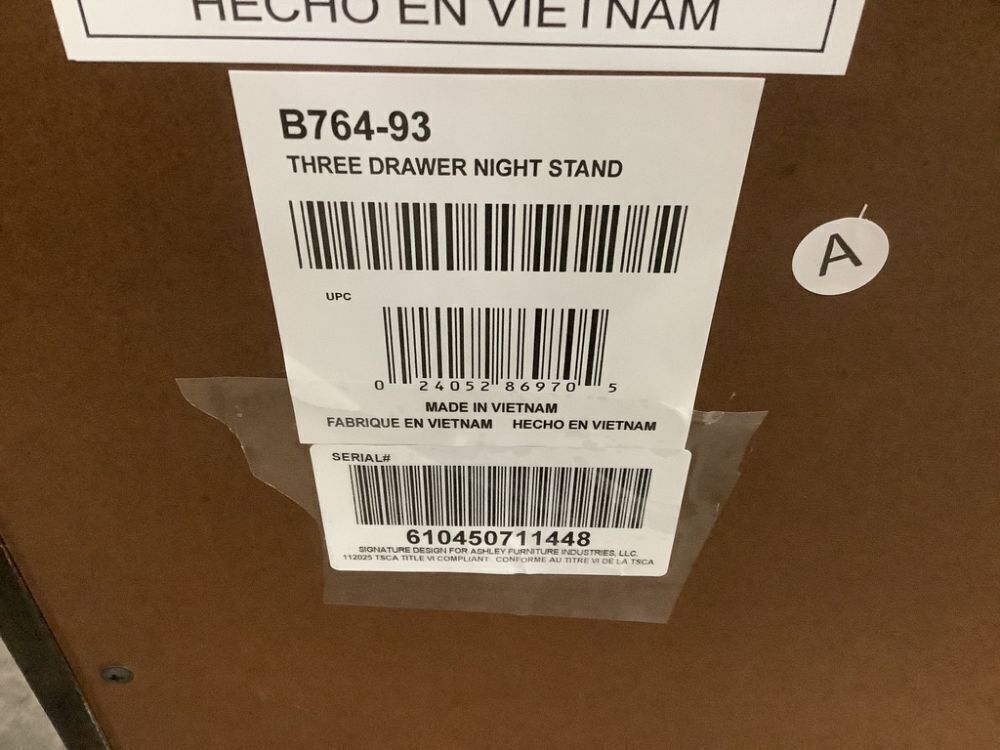 HECHO EN VIETNAM
B764-93
THREE DRAWER NIGHT STAND
A
UPC
0 24052 86970 5
MADE IN VIETNAM
FABRIQUE EN VIETNAM HECHO EN VIETNAM
SERIAL#
610450711448
SIGNATURE DESIGN FOR ASHLEY FURNITURE INDUSTRIES, LLC.
112025 TSCA TITLE VI COMPLIANT CONFORME AU TITRE VI DE LA TSCA